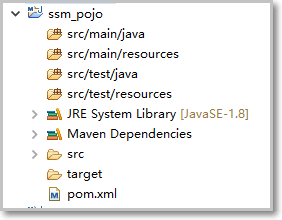 ssm_pojo
src/main/java
src/main/resources
src/test/java
src/test/resources
JRE System Library [JavaSE-1.8]
Maven Dependencies
src
target
pom.xml